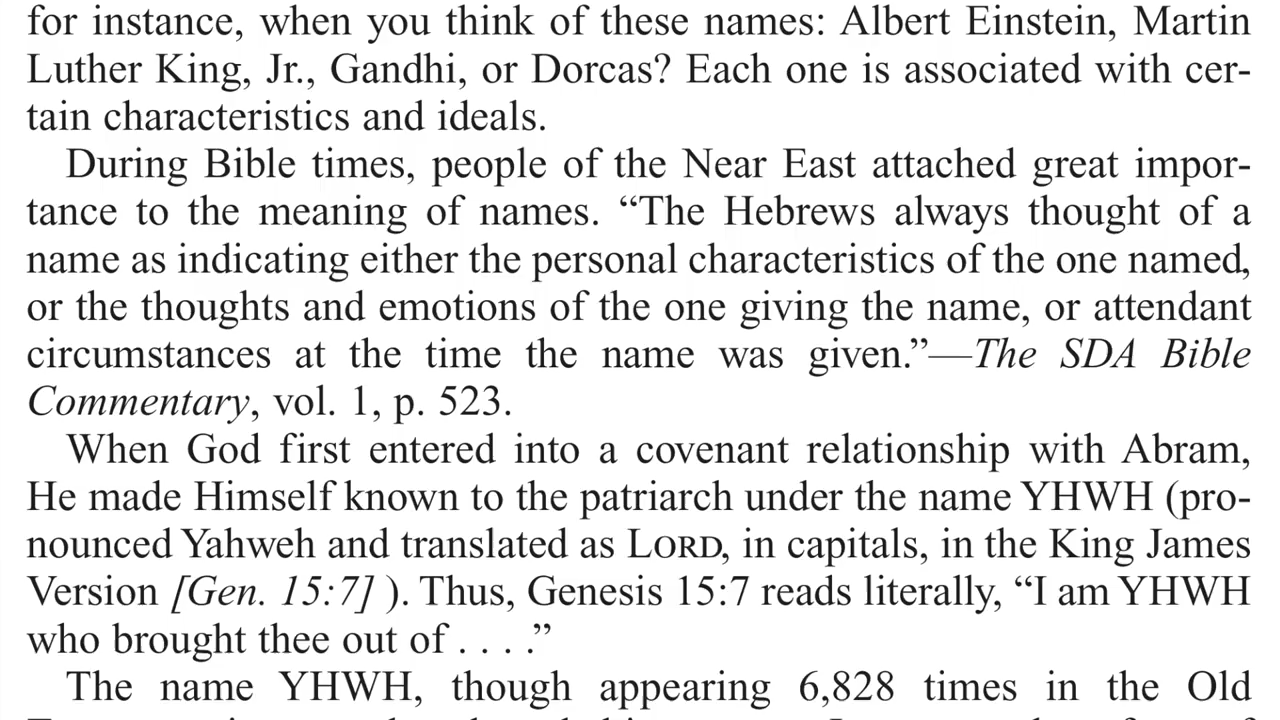 for instance, when you think of these names: Albert Einstein, Martin
Luther King, Jr., Gandhi, or Dorcas? Each one is associated with cer-
tain characteristics and ideals.
During Bible times, people of the Near East attached great impor-
tance to the meaning of names. “The Hebrews always thought of a
name as indicating either the personal characteristics of the one named,
or the thoughts and emotions of the one giving the name, or attendant
circumstances at the time the name was given.”—The SDA Bible
Commentary, vol. 1, p. 523.
When God first entered into a covenant relationship with Abram,
He made Himself known to the patriarch under the name YHWH (pro-
nounced Yahweh and translated as LORD, in capitals, in the King James
Version [Gen. 15:7] ). Thus, Genesis 15:7 reads literally, “I am YHWH
who brought thee out of . . . .”
The name YHWH, though appearing 6,828 times in the Old